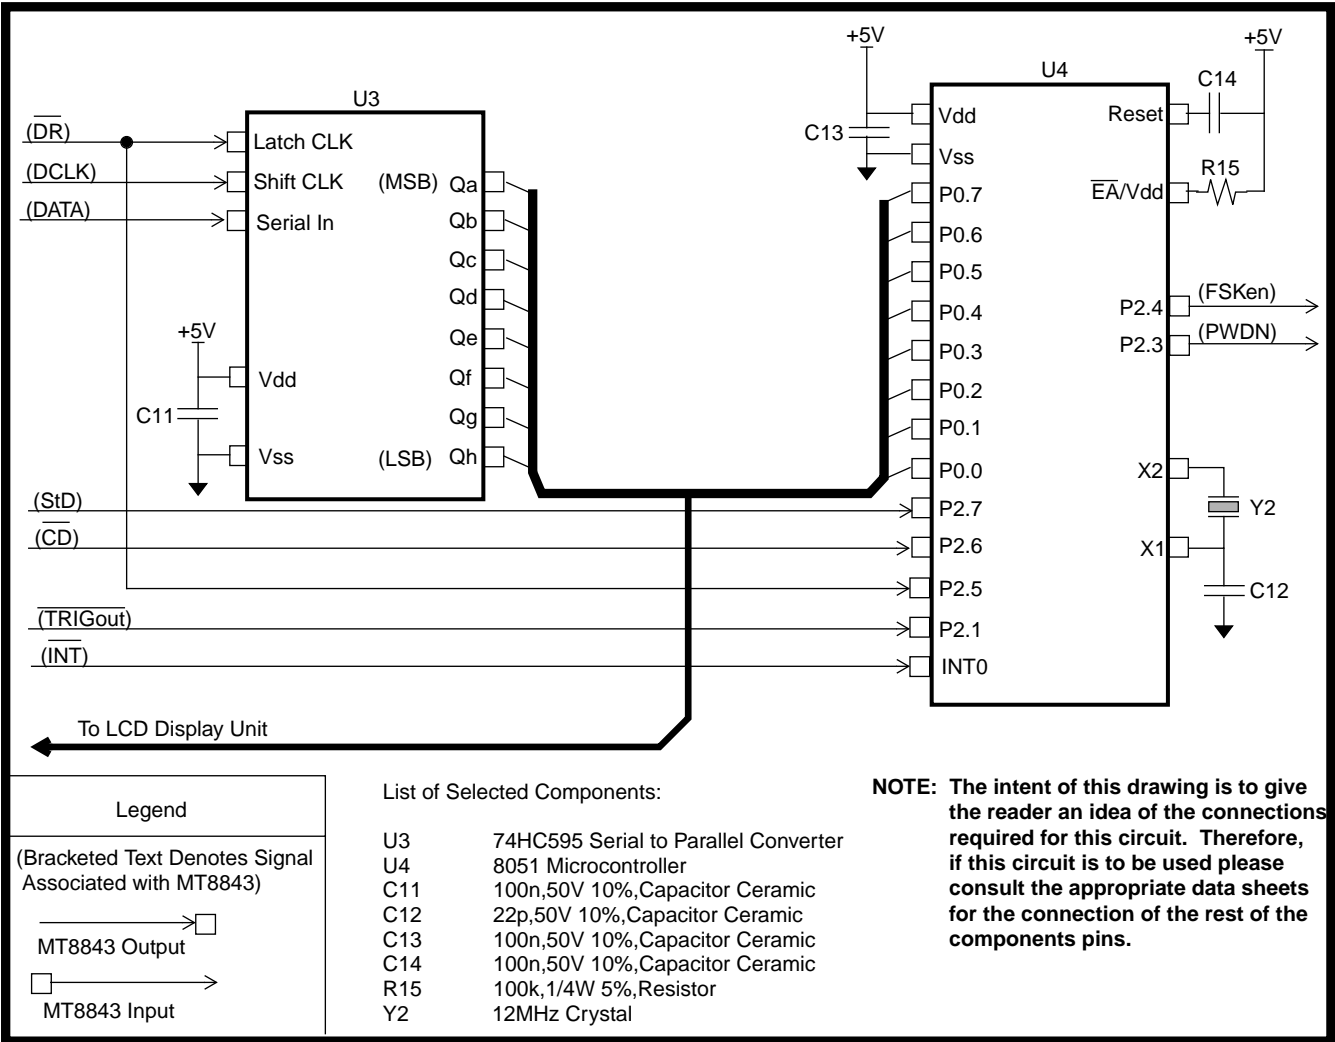 +5V
+5V
U3
U4
C14
(DR)
Latch CLK
Vdd
Reset
C13
(DCLK)
Shift CLK
(MSB) Qa
Vss
R15
(DATA)
Serial In
Qb
P0.7
EA/Vdd
Qc
P0.6
Qd
P0.5
(FSKen)
P0.4
P2.4
+5V
Qe
P0.3
P2.3
(PWDN)
Vdd
Qf
P0.2
C11
Qg
P0.1
Vss
(LSB) Qh
P0.0
X2
(StD)
P2.7
Y2
(CD)
P2.6
X1
P2.5
C12
(TRIGout)
P2.1
(INT)
INT0
To LCD Display Unit
Legend
(Bracketed Text Denotes Signal
Associated with MT8843)
MT8843 Output
MT8843 Input
List of Selected Components:
U3 74HC595 Serial to Parallel Converter
U4 8051 Microcontroller
C11 100n,50V 10%,Capacitor Ceramic
C12 22p,50V 10%,Capacitor Ceramic
C13 100n,50V 10%,Capacitor Ceramic
C14 100n,50V 10%,Capacitor Ceramic
R15 100k,1/4W 5%,Resistor
Y2 12MHz Crystal
NOTE: The intent of this drawing is to give
the reader an idea of the connections
required for this circuit. Therefore,
if this circuit is to be used please
consult the appropriate data sheets
for the connection of the rest of the
components pins.